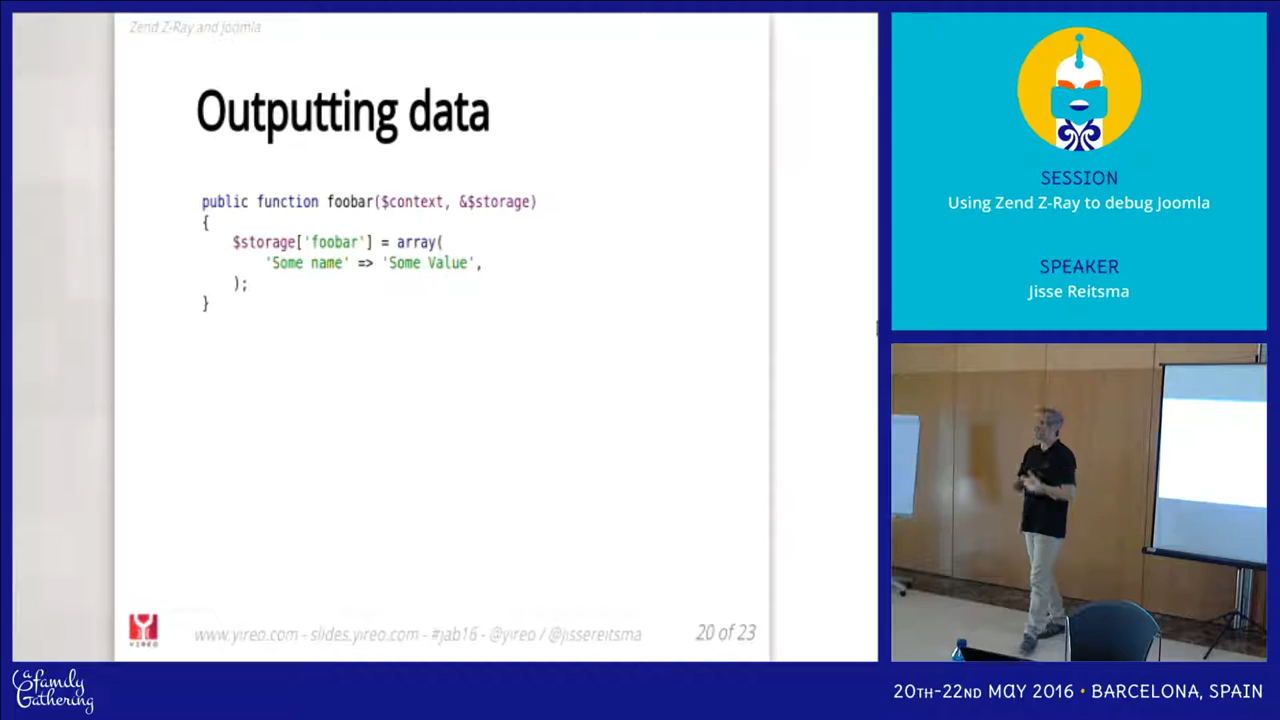 Zend Z-Ray and Joomla
Outputting data
public function foobar($context, &$storage)
{
$storage['foobar'] = array(
'Some name' => 'Some Value',
);
}
YIREO
www.yireo.com - slides.yireo.com - #jab16 - @yireo / @jissereitsma
20 of 23
SESSION
Using Zend Z-Ray to debug Joomla
SPEAKER
Jisse Reitsma
a family
Gathering
20TH-22ND MAY 2016 • BARCELONA, SPAIN